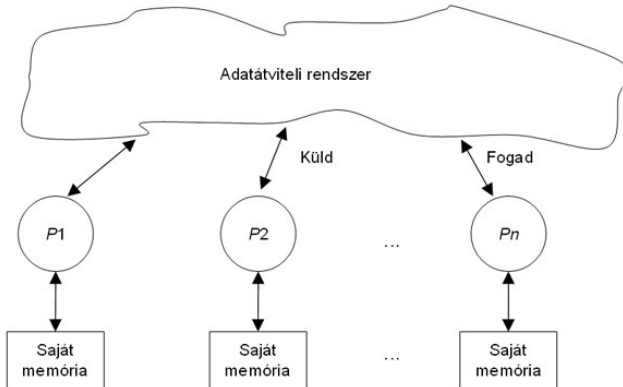 Adatátviteli rendszer
Küld
Fogad
P1
P2
...
Pn
Saját
memória
Saját
memória
...
Saját
memória